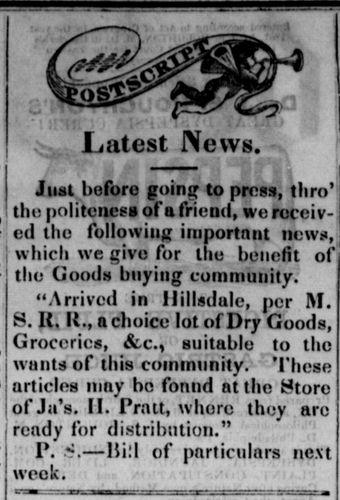 POSTSCRIPT
Latest News.
Just before going to press, thro'
the politeness of a friend, we receiv-
ed the following important news,
which we give for the benefit of
the Goods buying community.
"Arrived in Hillsdale, per M.
S. R. R., a choice lot of Dry Goods,
Groceries, &c., suitable to the
wants of this community. These
articles may be fonnd at the Store
of Ja's. H. Pratt, where they are
ready for distribution."
P. S.—Bill of particulars next
week.